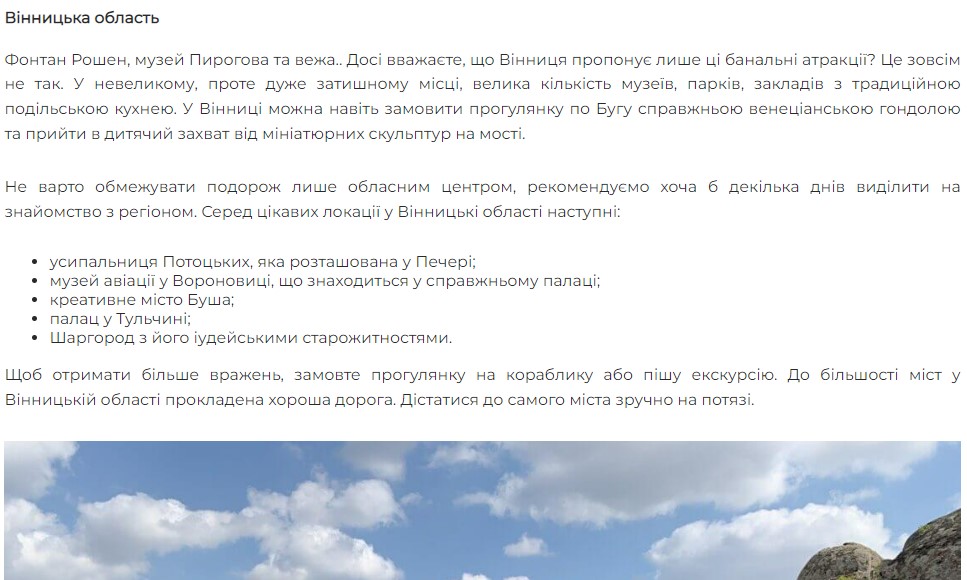 Вінницька область
Фонтан Рошен, музей Пирогова та вежа.. Досі вважаєте, що Вінниця пропонує лише ці банальні атракції? Це зовсім
не так. У невеликому, проте дуже затишному місці, велика кількість музеїв, парків, закладів з традиційною
подільською кухнею. У Вінниці можна навіть замовити прогулянку по Бугу справжньою венеціанською гондолою
та прийти в дитячий захват від мініатюрних скульптур на мості.
Не варто обмежувати подорож лише обласним центром, рекомендуємо хоча б декілька днів виділити на
знайомство з регіоном. Серед цікавих локації у Вінницькі області наступні:
• усипальниця Потоцьких, яка розташована у Печері;
• музей авіації у Вороновиці, що знаходиться у справжньому палаці;
• креативне місто Буша;
• палац у Тульчині;
• Шаргород з його іудейськими старожитностями.
Щоб отримати більше вражень, замовте прогулянку на кораблику або пішу екскурсію. До більшості міст у
Вінницькій області прокладена хороша дорога. Дістатися до самого міста зручно на потязі.